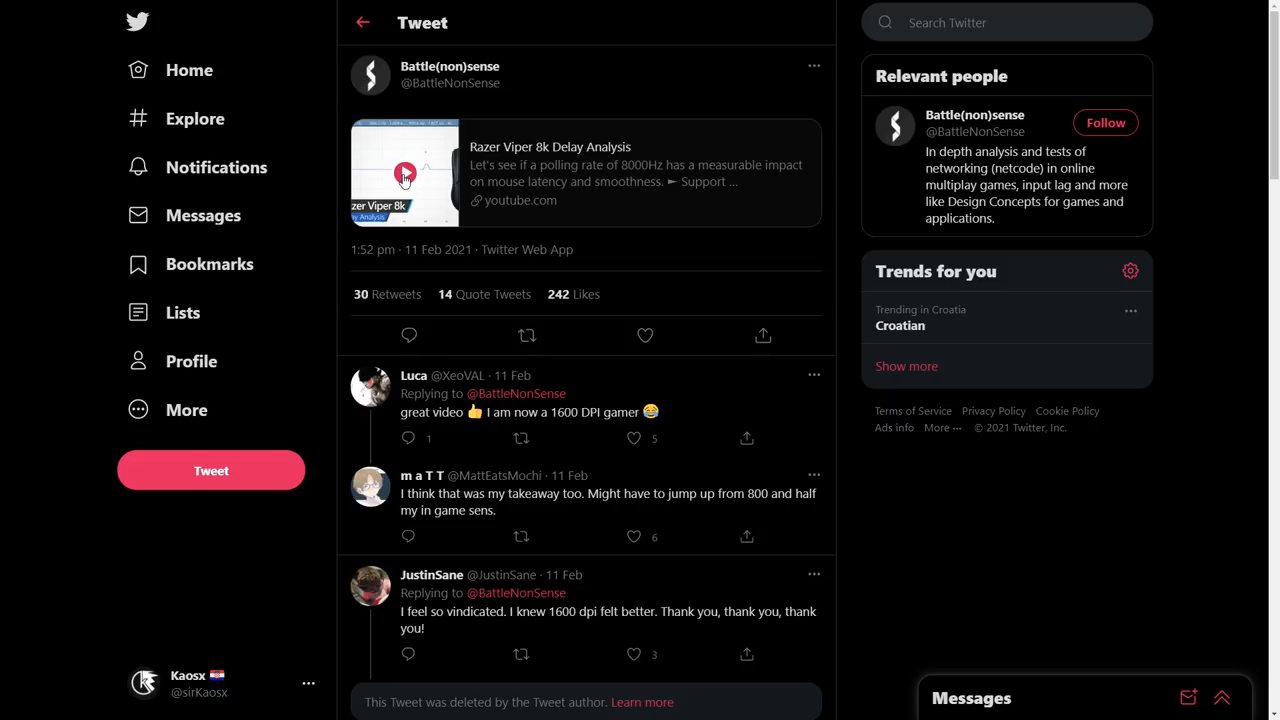 Home
Explore
Notifications
Messages
Bookmarks
Lists
Profile
More
Tweet
Kaosx 🇭🇷
@sirKaosx
Tweet
Battle(non)sense
@BattleNonSense
zer Viper 8k
ay Analysis
Razer Viper 8k Delay Analysis
Let's see if a polling rate of 8000Hz has a measurable impact
on mouse latency and smoothness. ► Support ...
youtube.com
1:52 pm · 11 Feb 2021 · Twitter Web App
30 Retweets 14 Quote Tweets 242 Likes
Luca @XeoVAL · 11 Feb
Replying to @BattleNonSense
great video 👍 I am now a 1600 DPI gamer 😂
1 5
m a T T @MattEatsMochi · 11 Feb
I think that was my takeaway too. Might have to jump up from 800 and half
my in game sens.
6
JustinSane @JustinSane · 11 Feb
Replying to @BattleNonSense
I feel so vindicated. I knew 1600 dpi felt better. Thank you, thank you, thank
you!
3
This Tweet was deleted by the Tweet author. Learn more
Search Twitter
Relevant people
Battle(non)sense
@BattleNonSense
Follow
In depth analysis and tests of
networking (netcode) in online
multiplay games, input lag and more
like Design Concepts for games and
applications.
Trends for you
Trending in Croatia
Croatian
Show more
Terms of Service Privacy Policy Cookie Policy
Ads info More ··· © 2021 Twitter, Inc.
Messages